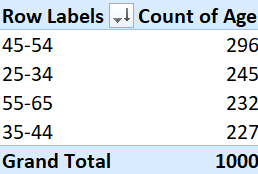 Row Labels Count of Age
45-54 296
25-34 245
55-65 232
35-44 227
Grand Total 1000